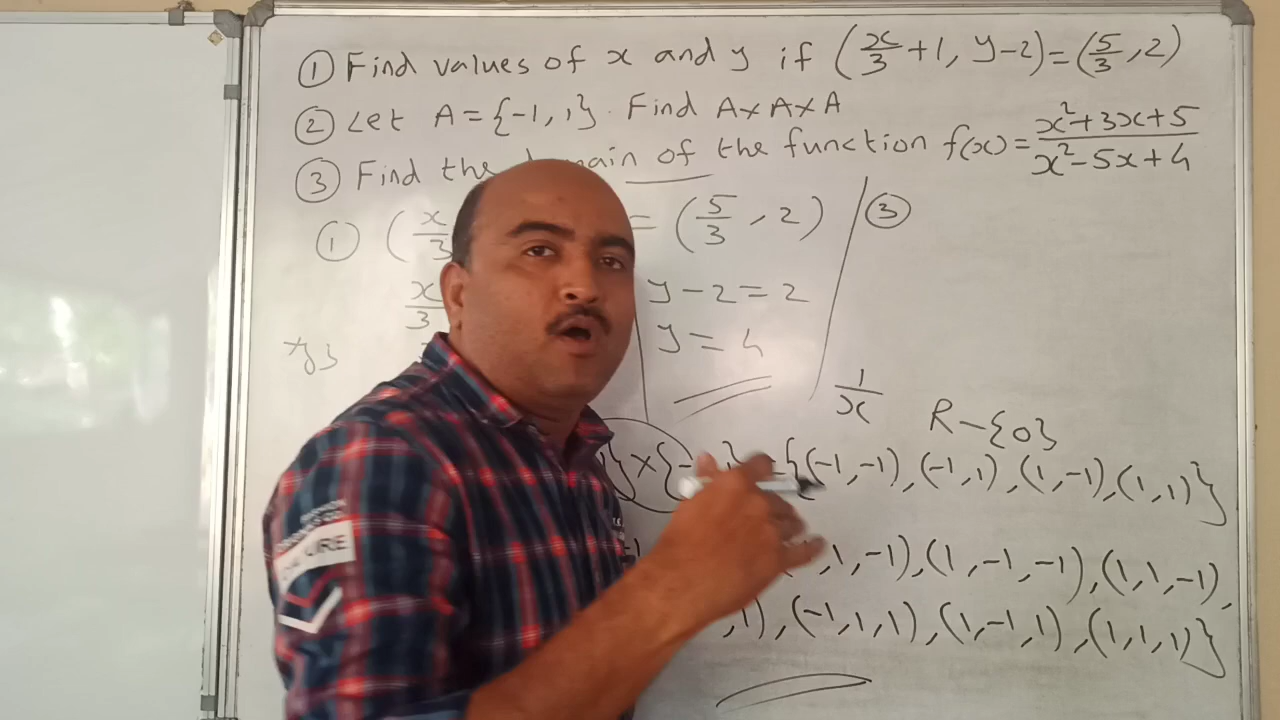 ① Find values of x and y if (x/3 + 1, y-2) = (5/3, 2)
② Let A = {-1, 1}. Find A×A×A
③ Find the domain of the function f(x) = x²+3x+5 / x²-5x+4
① (x/3 = (5/3, 2)
③
x/3
y-2 = 2
y = 4
1/x R-{0}
}×{-1, 1} = {(-1,-1), (-1,1), (1,-1), (1,1)}
,1,-1), (1,-1,-1), (1,1,-1),
,1), (-1,1,1), (1,-1,1), (1,1,1)}